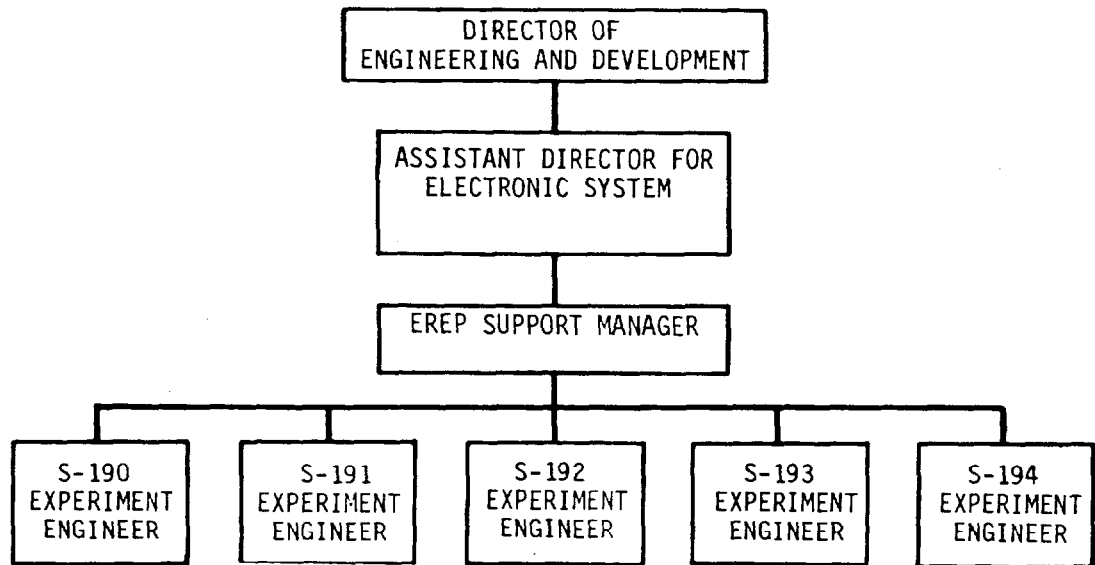 DIRECTOR OF
ENGINEERING AND DEVELOPMENT
ASSISTANT DIRECTOR FOR
ELECTRONIC SYSTEM
EREP SUPPORT MANAGER
S-190
EXPERIMENT
ENGINEER
S-191
EXPERIMENT
ENGINEER
S-192
EXPERIMENT
ENGINEER
S-193
EXPERIMENT
ENGINEER
S-194
EXPERIMENT
ENGINEER